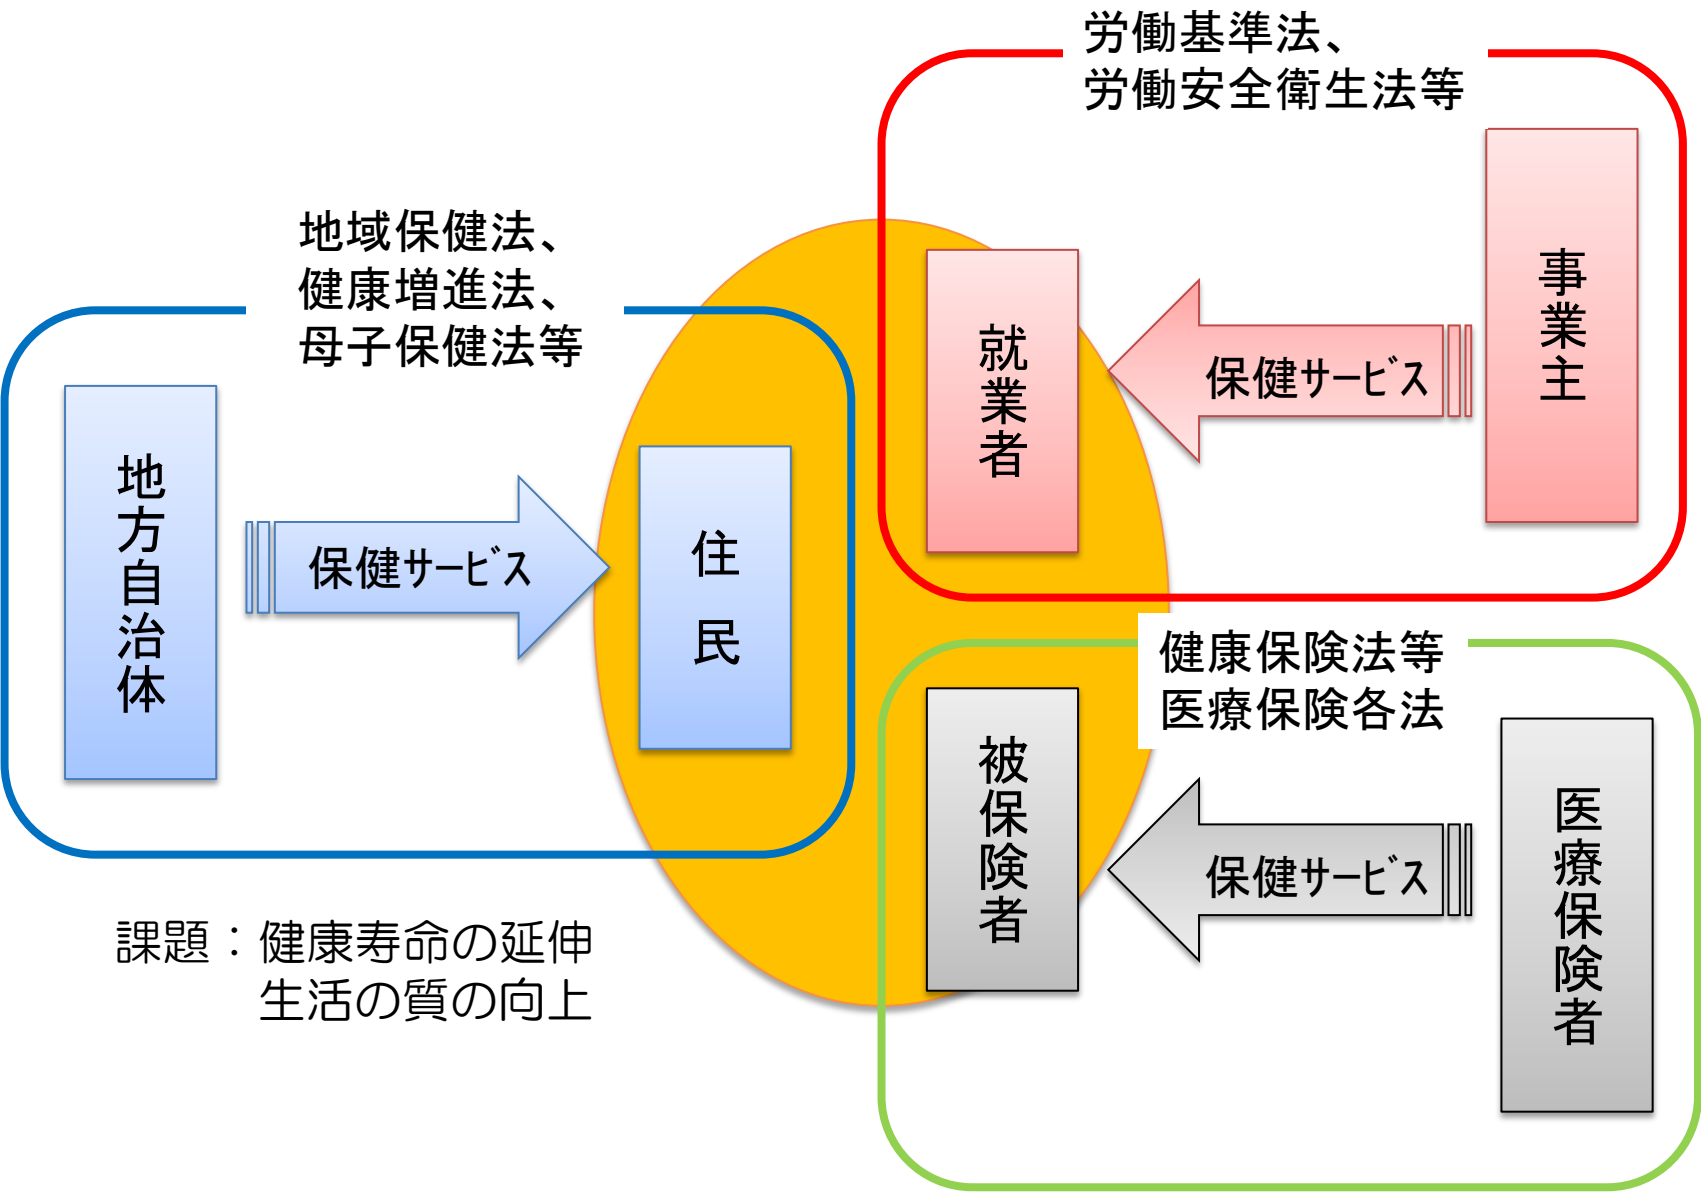 労働基準法、
労働安全衛生法等
事業主
就業者
保健ｻｰﾋﾞｽ
地域保健法、
健康増進法、
母子保健法等
地方自治体
保健ｻｰﾋﾞｽ
住民
健康保険法等
医療保険各法
被保険者
保健ｻｰﾋﾞｽ
医療保険者
課題：健康寿命の延伸
生活の質の向上